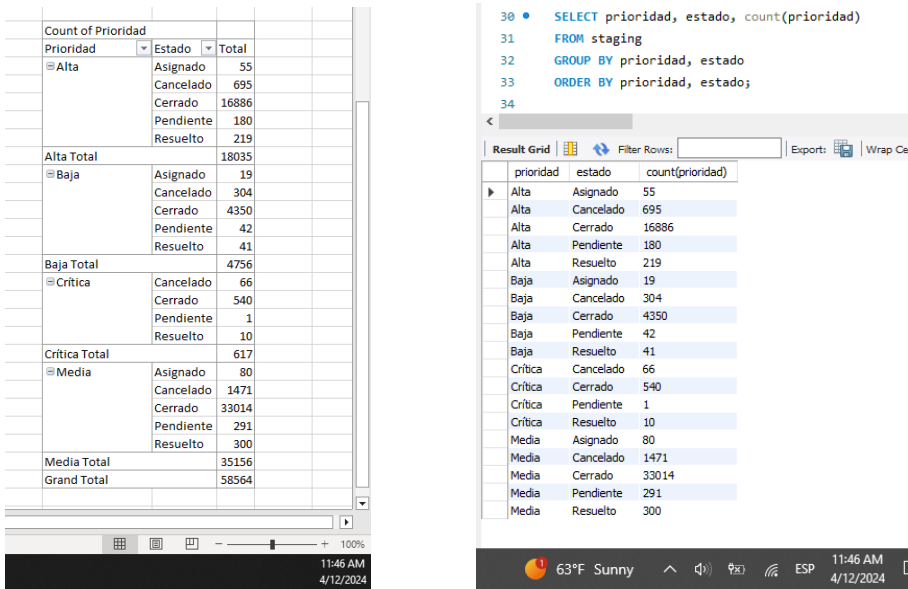 Count of Prioridad
Prioridad Estado Total
Alta Asignado 55
Cancelado 695
Cerrado 16886
Pendiente 180
Resuelto 219
Alta Total 18035
Baja Asignado 19
Cancelado 304
Cerrado 4350
Pendiente 42
Resuelto 41
Baja Total 4756
Crítica Cancelado 66
Cerrado 540
Pendiente 1
Resuelto 10
Crítica Total 617
Media Asignado 80
Cancelado 1471
Cerrado 33014
Pendiente 291
Resuelto 300
Media Total 35156
Grand Total 58564
100%
11:46 AM
4/12/2024
30 SELECT prioridad, estado, count(prioridad)
31 FROM staging
32 GROUP BY prioridad, estado
33 ORDER BY prioridad, estado;
34
Result Grid Filter Rows: Export: Wrap Ce
prioridad estado count(prioridad)
Alta Asignado 55
Alta Cancelado 695
Alta Cerrado 16886
Alta Pendiente 180
Alta Resuelto 219
Baja Asignado 19
Baja Cancelado 304
Baja Cerrado 4350
Baja Pendiente 42
Baja Resuelto 41
Crítica Cancelado 66
Crítica Cerrado 540
Crítica Pendiente 1
Crítica Resuelto 10
Media Asignado 80
Media Cancelado 1471
Media Cerrado 33014
Media Pendiente 291
Media Resuelto 300
1 63°F Sunny ESP 11:46 AM
4/12/2024